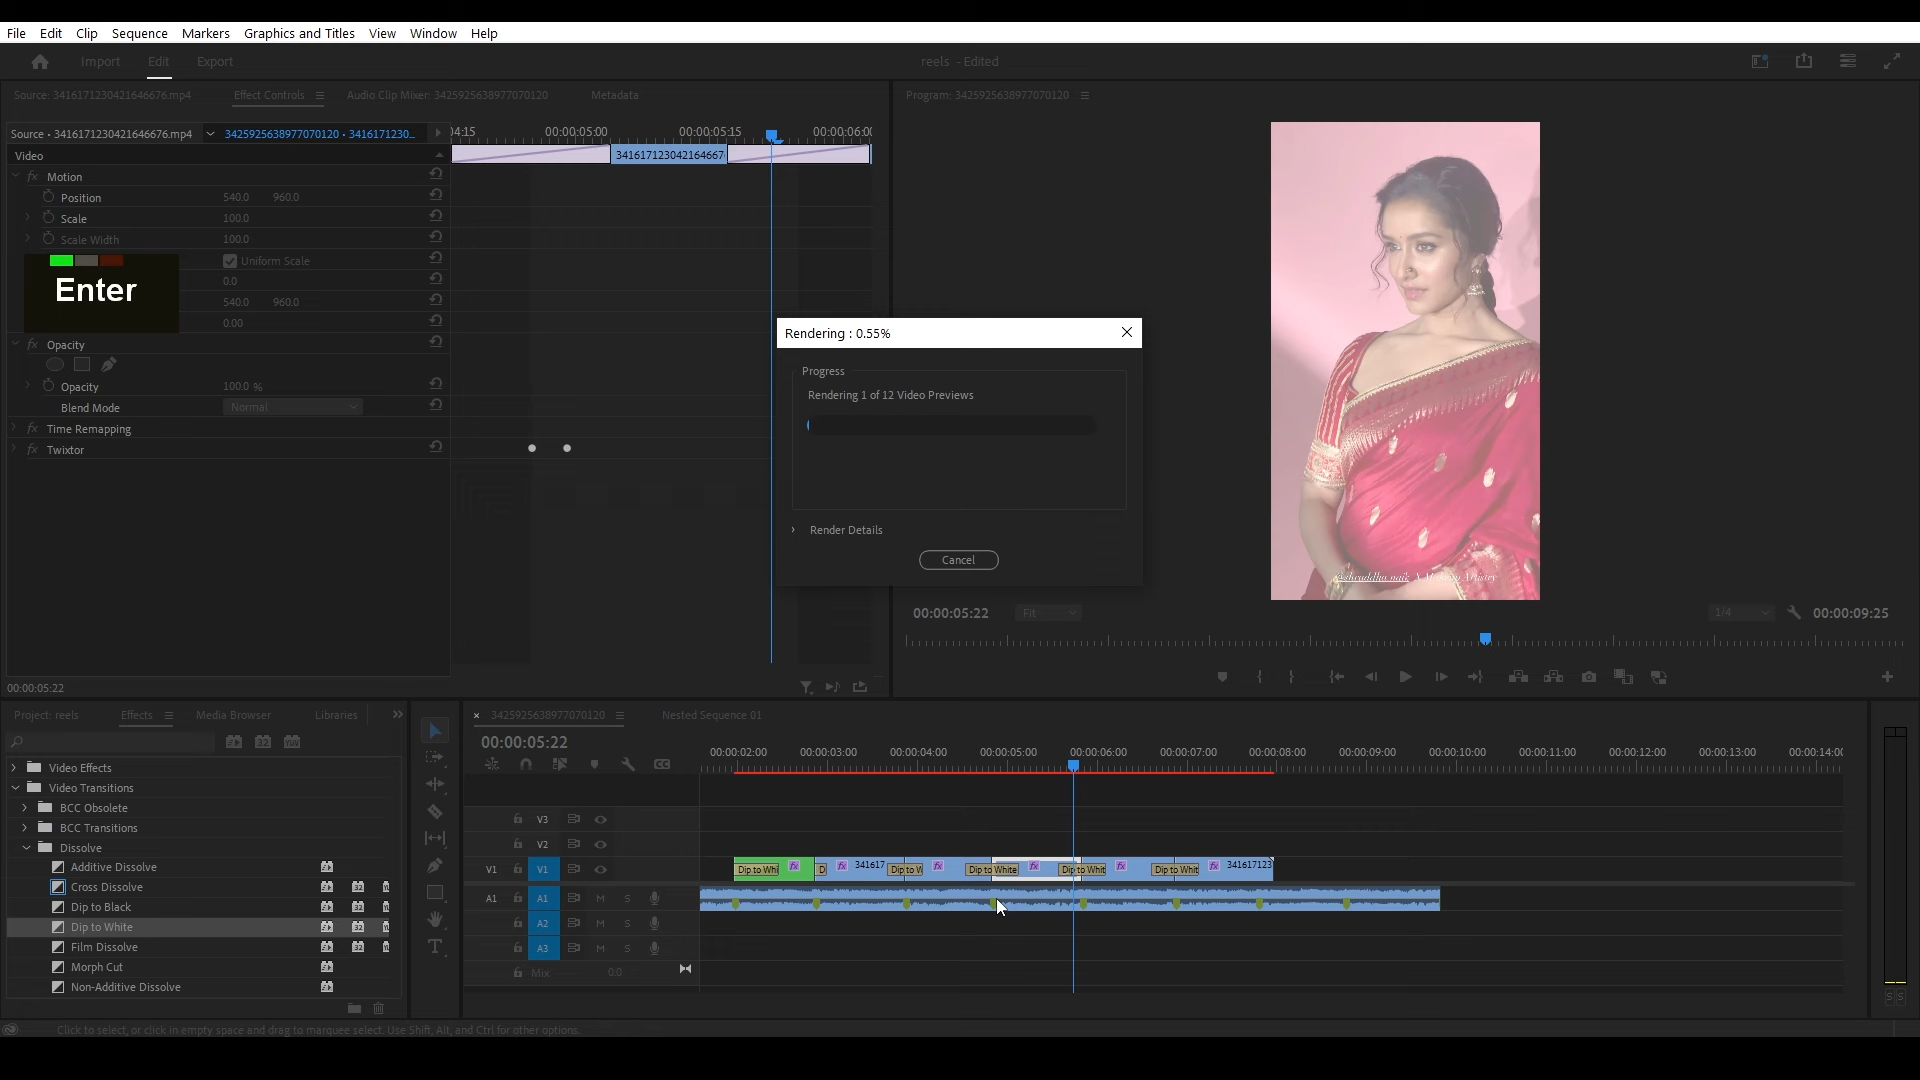 File Edit Clip Sequence Markers Graphics and Titles View Window Help
Import Edit Export
reels - Edited
Source: 3416171230421646676.mp4 Effect Controls Audio Clip Mixer: 3425925638977070120 Metadata
Program: 3425925638977070120
Source • 3416171230421646676.mp4 3425925638977070120 • 3416171230...
04:15 00:00:05:00 00:00:05:15 00:00:06:00
Video
341617123042164667
Motion
Position 540.0 960.0
Scale 100.0
Scale Width 100.0
Uniform Scale
Enter
0.0
540.0 960.0
0.00
Opacity
Opacity 100.0 %
Blend Mode Normal
Time Remapping
Twixtor
00:00:05:22
Rendering : 0.55%
Progress
Rendering 1 of 12 Video Previews
Render Details
Cancel
X Makeup Artistry
00:00:05:22 Fit 1/4 00:00:09:25
Project: reels Effects Media Browser Libraries
Video Effects
Video Transitions
BCC Obsolete
BCC Transitions
Dissolve
Additive Dissolve
Cross Dissolve
Dip to Black
Dip to White
Film Dissolve
Morph Cut
Non-Additive Dissolve
3425925638977070120 Nested Sequence 01
00:00:05:22
00:00:02:00 00:00:03:00 00:00:04:00 00:00:05:00 00:00:06:00 00:00:07:00 00:00:08:00 00:00:09:00 00:00:10:00 00:00:11:00 00:00:12:00 00:00:13:00 00:00:14:0
V3
V2
V1 V1 Dip to Whi fx D fx 341617 Dip to W fx Dip to White fx Dip to Whit fx Dip to Whit fx 341617123
A1 A1 M S
A2 M S
A3 M S
Mix 0.0
S S
Click to select, or click in empty space and drag to marquee select. Use Shift, Alt, and Ctrl for other options.